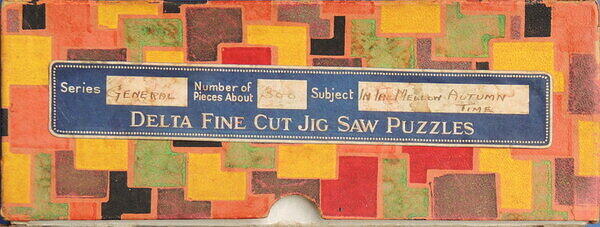 Series GENERAL Number of Pieces About 300 Subject IN THE MELLOW AUTUMN TIME
DELTA FINE CUT JIG SAW PUZZLES